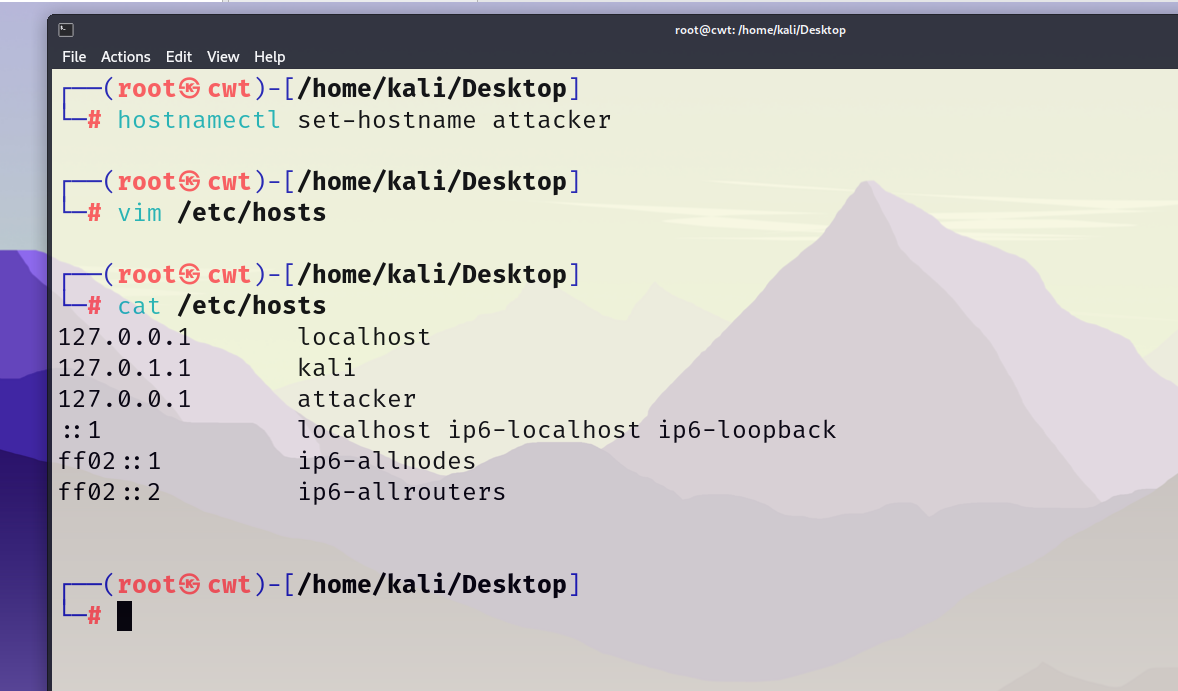 root@cwt: /home/kali/Desktop
File Actions Edit View Help
┌──(root㉿cwt)-[/home/kali/Desktop]
└─# hostnamectl set-hostname attacker
┌──(root㉿cwt)-[/home/kali/Desktop]
└─# vim /etc/hosts
┌──(root㉿cwt)-[/home/kali/Desktop]
└─# cat /etc/hosts
127.0.0.1 localhost
127.0.1.1 kali
127.0.0.1 attacker
::1 localhost ip6-localhost ip6-loopback
ff02::1 ip6-allnodes
ff02::2 ip6-allrouters
┌──(root㉿cwt)-[/home/kali/Desktop]
└─#